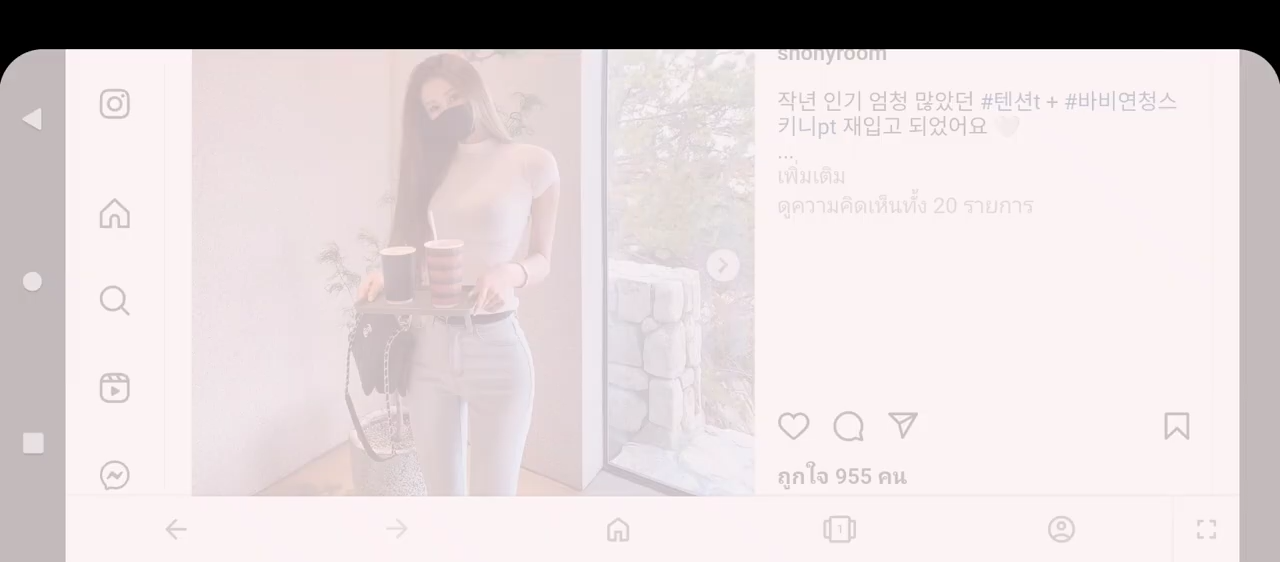 shonyroom
작년 인기 엄청 많았던 #텐션t + #바비연청스
키니pt 재입고 되었어요 🤍
...
เพิ่มเติม
ดูความคิดเห็นทั้ง 20 รายการ
ถูกใจ 955 คน
1